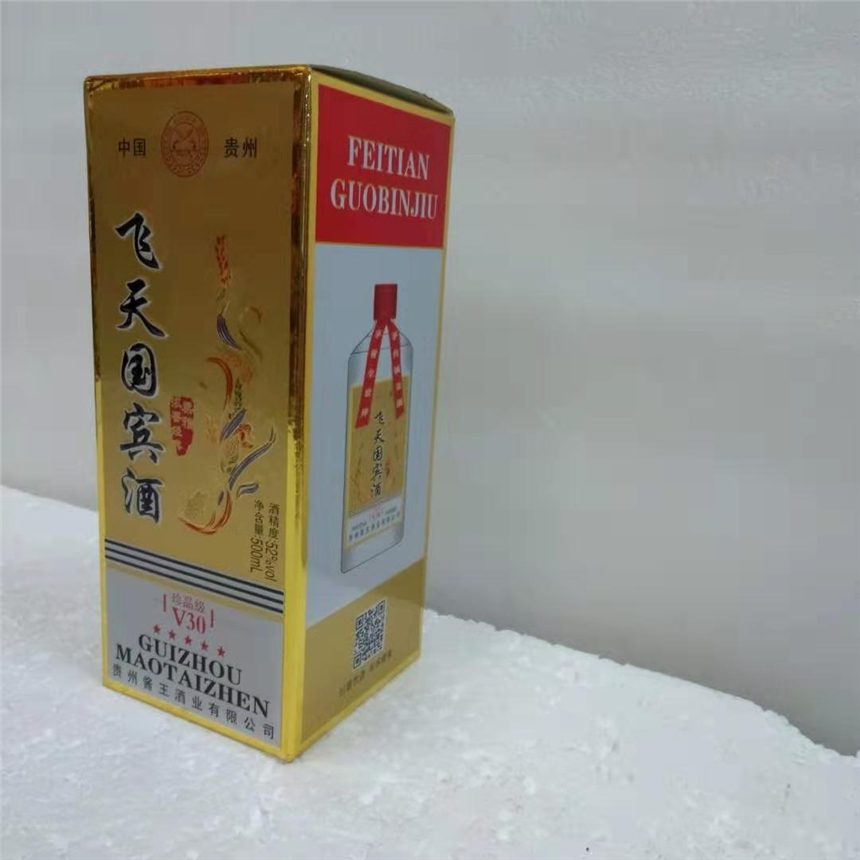 中国 贵州
飞天国宾酒
酒精度:52%vol
净含量:500mL
珍品级
V30
GUIZHOU
MAOTAIZHEN
贵州酱王酒业有限公司
FEITIAN
GUOBINJIU
飞天国宾酒